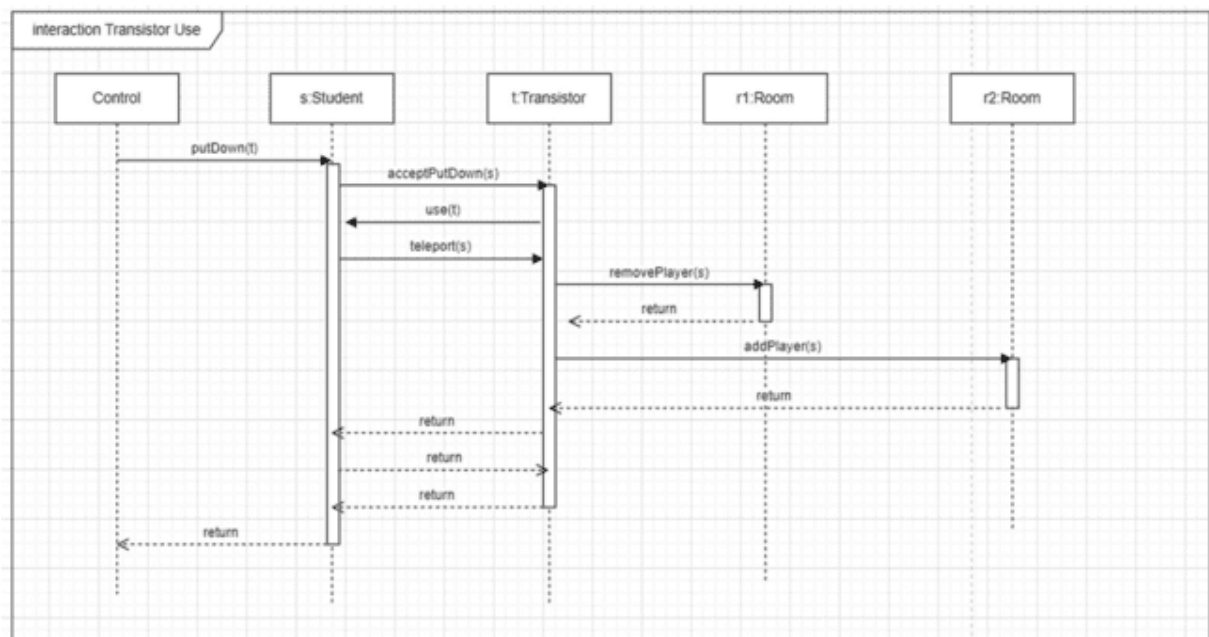 interaction Transistor Use
Control
s:Student
t:Transistor
r1:Room
r2:Room
putDown(t)
acceptPutDown(s)
use(t)
teleport(s)
removePlayer(s)
return
addPlayer(s)
return
return
return
return
return